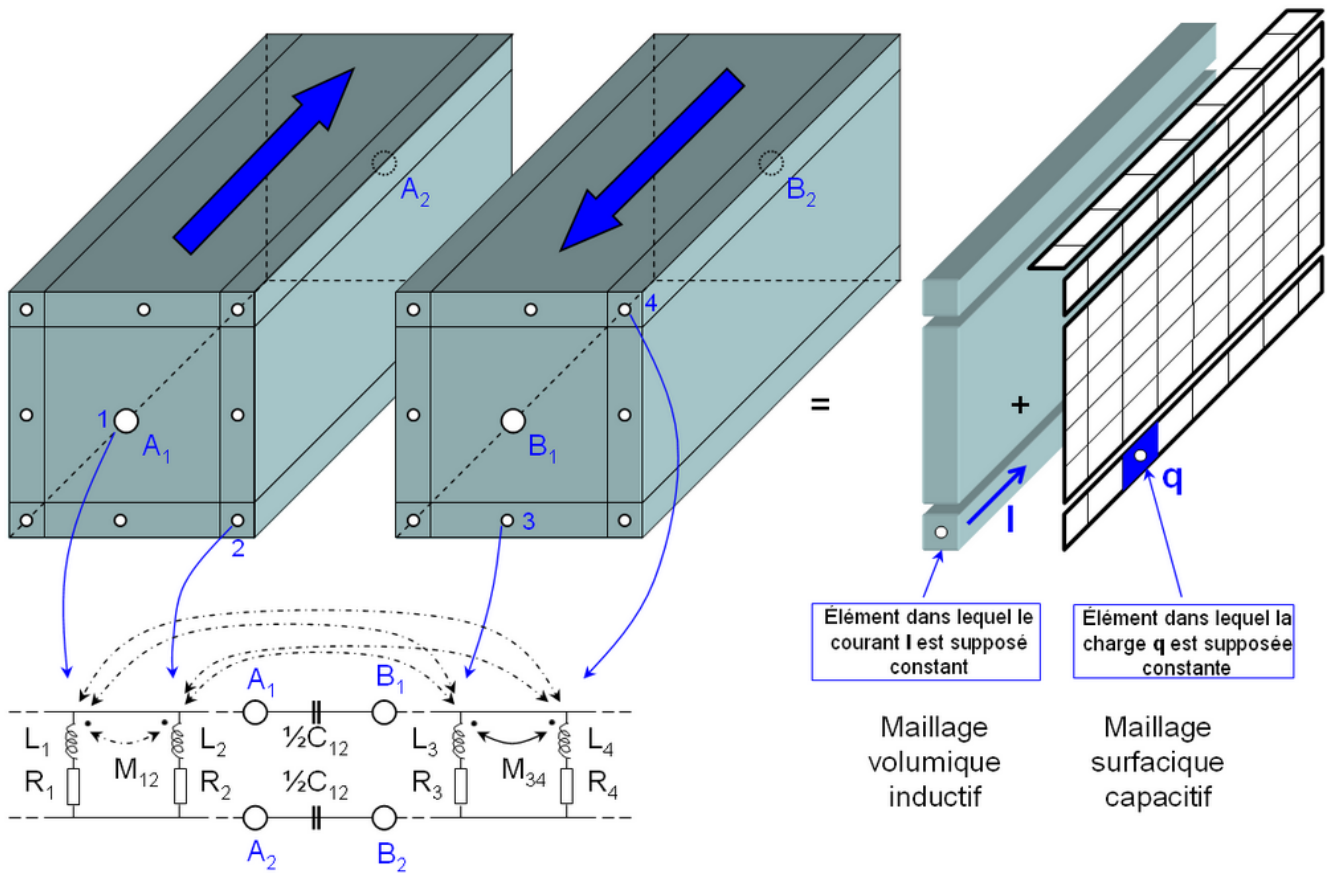 A2
B2
4
1
A1
B1
=
+
q
I
3
2
Élément dans lequel le
courant I est supposé
constant
Élément dans lequel la
charge q est supposée
constante
A1
B1
L1
L2
½C12
L3
L4
M12
M34
R1
R2
½C12
R3
R4
A2
B2
Maillage
volumique
inductif
Maillage
surfacique
capacitif